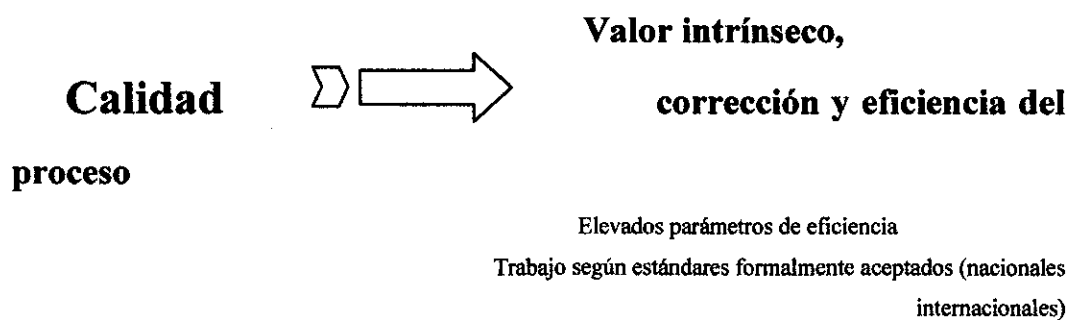 Valor intrínseco,
Calidad
corrección y eficiencia del
proceso
Elevados parámetros de eficiencia
Trabajo según estándares formalmente aceptados (nacionales
internacionales)